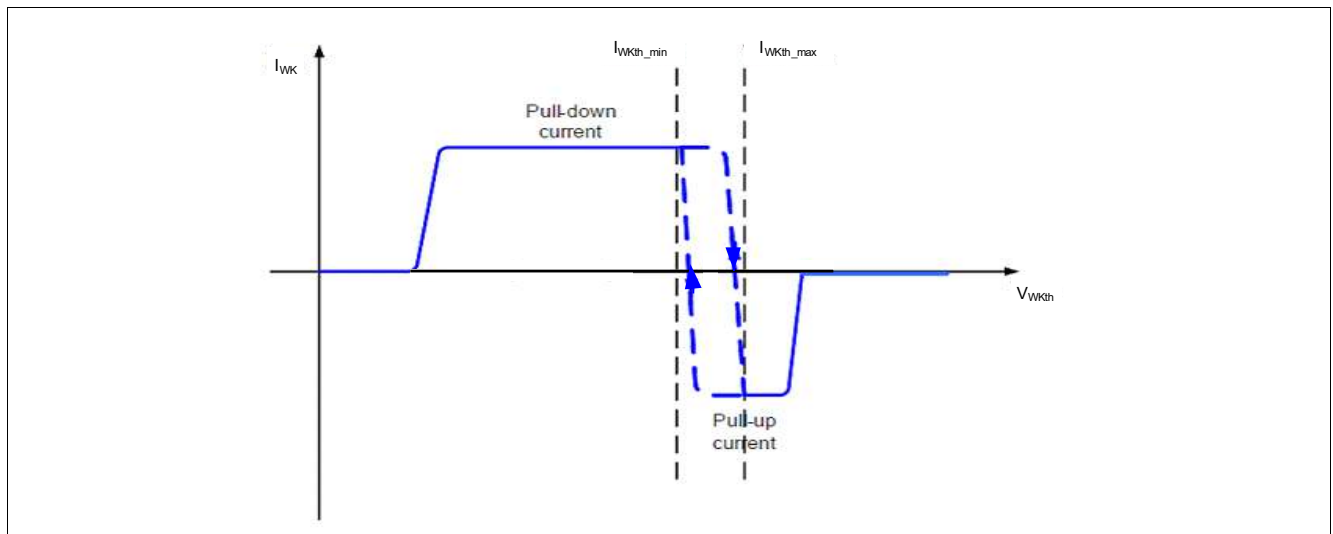 I_WKth_min
I_WKth_max
I_WK
Pull-down
current
V_WKth
Pull-up
current